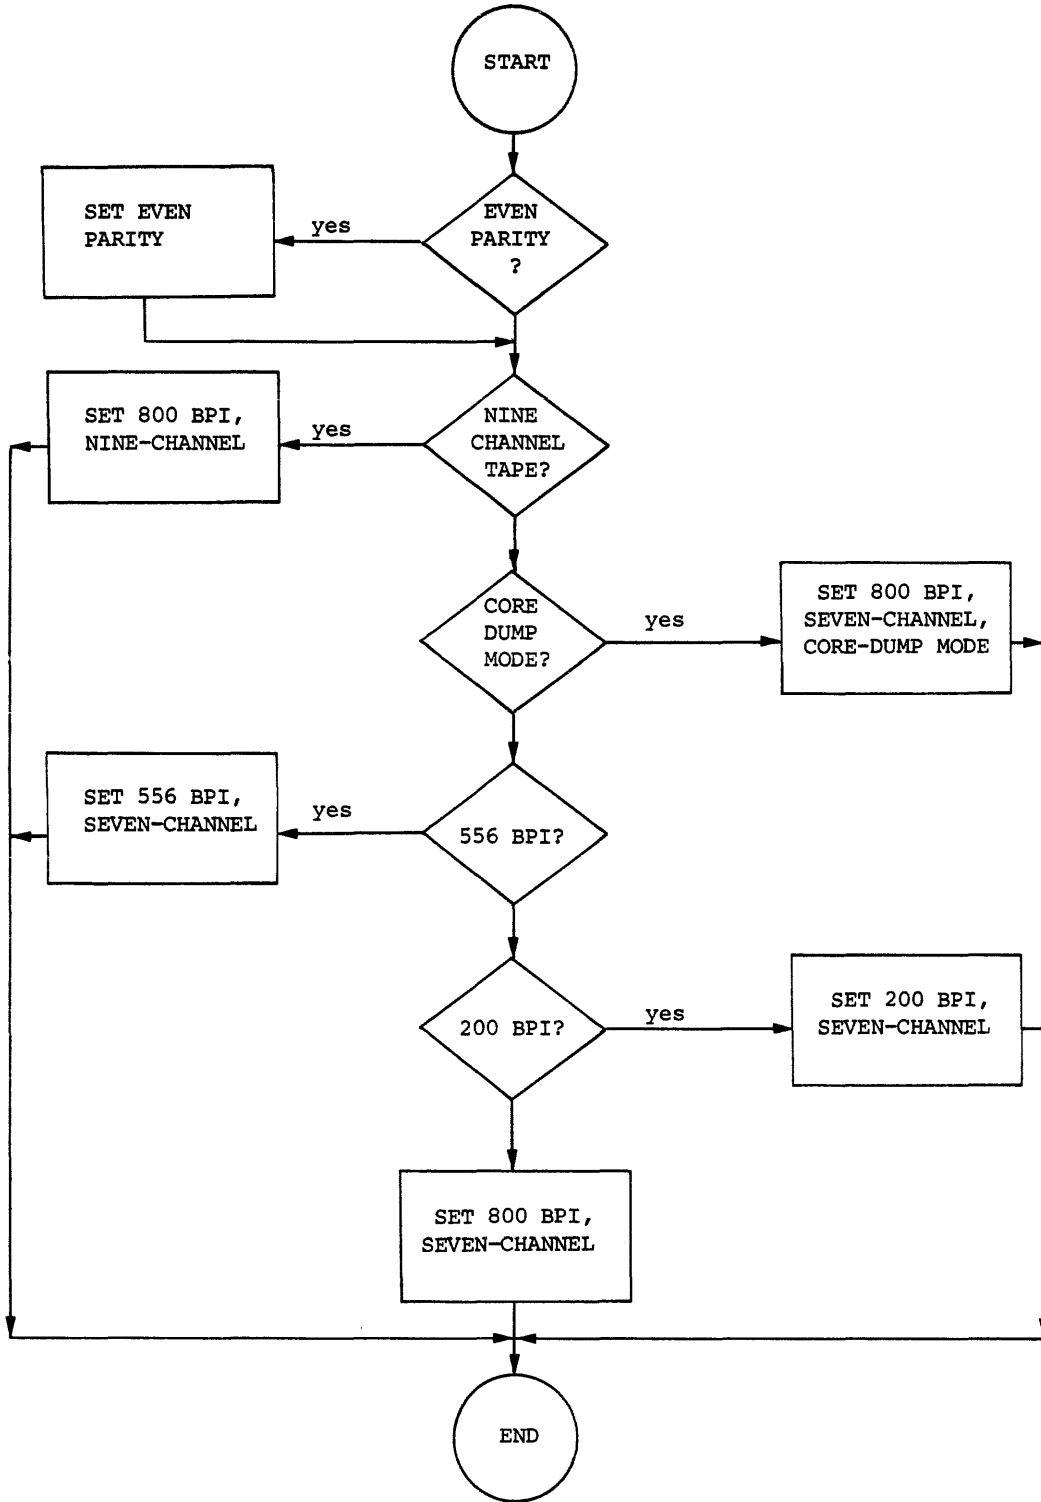 START
EVEN
PARITY
?
yes
SET EVEN
PARITY
NINE
CHANNEL
TAPE?
yes
SET 800 BPI,
NINE-CHANNEL
CORE
DUMP
MODE?
yes
SET 800 BPI,
SEVEN-CHANNEL,
CORE-DUMP MODE
556 BPI?
yes
SET 556 BPI,
SEVEN-CHANNEL
200 BPI?
yes
SET 200 BPI,
SEVEN-CHANNEL
SET 800 BPI,
SEVEN-CHANNEL
END